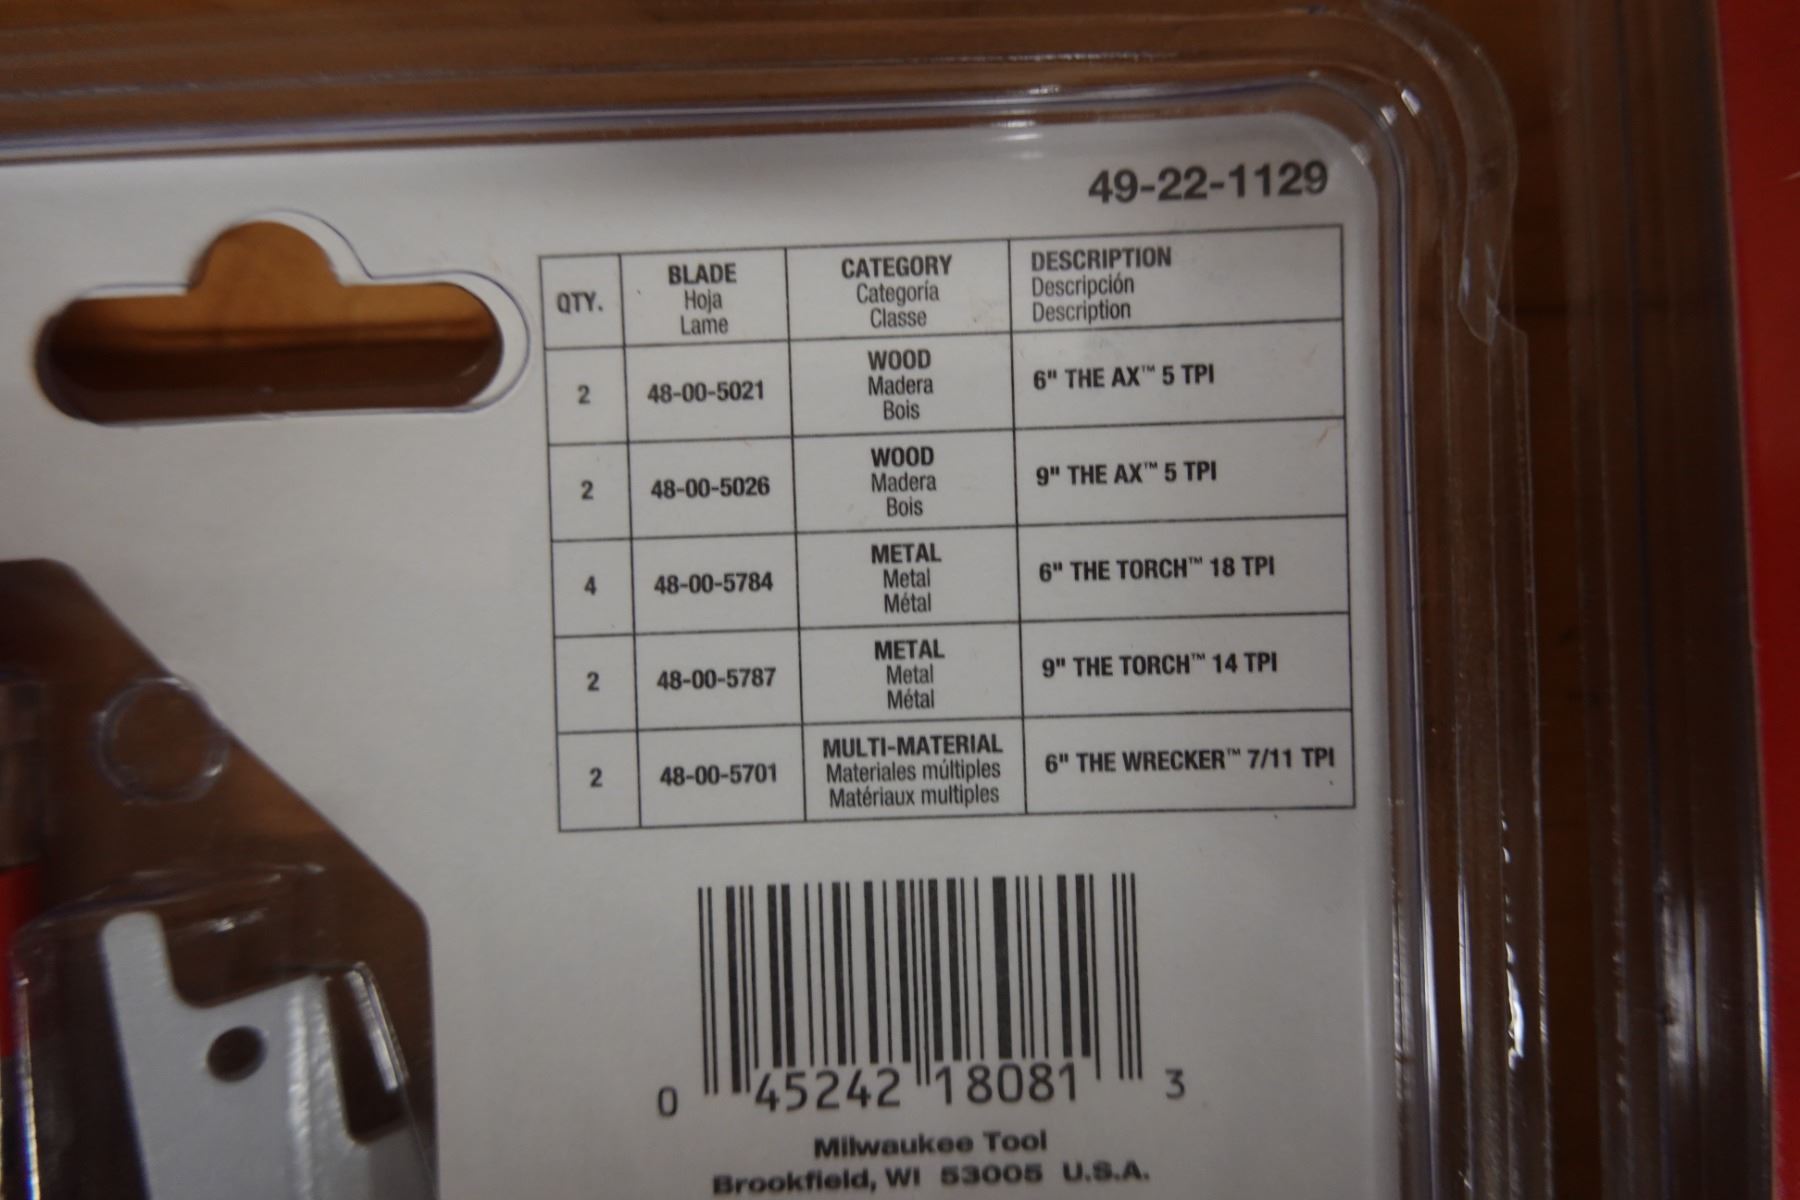 49-22-1129
QTY.
BLADE
Hoja
Lame
CATEGORY
Categoría
Classe
DESCRIPTION
Descripción
Description
2
48-00-5021
WOOD
Madera
Bois
6" THE AX™ 5 TPI
2
48-00-5026
WOOD
Madera
Bois
9" THE AX™ 5 TPI
4
48-00-5784
METAL
Metal
Métal
6" THE TORCH™ 18 TPI
2
48-00-5787
METAL
Metal
Métal
9" THE TORCH™ 14 TPI
2
48-00-5701
MULTI-MATERIAL
Materiales múltiples
Matériaux multiples
6" THE WRECKER™ 7/11 TPI
0 45242 18081 3
Milwaukee Tool
Brookfield, WI 53005 U.S.A.